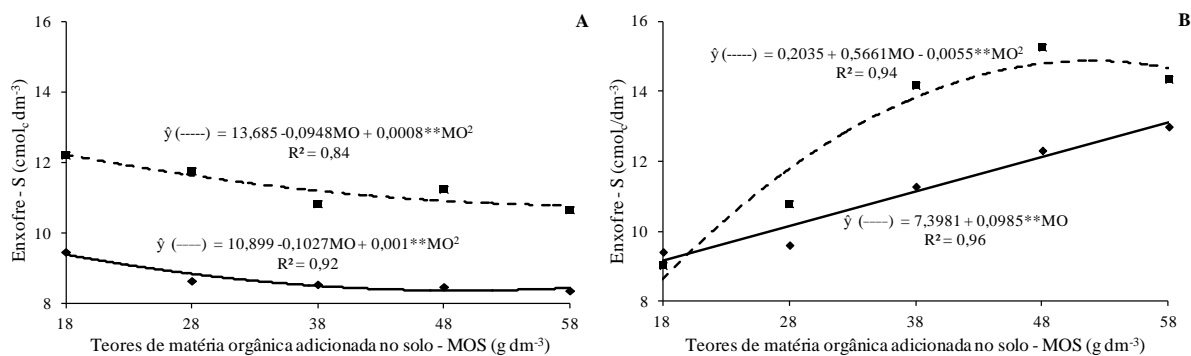 A
Enxofre - S (cmolc dm-3)
16
14
12
10
8
ŷ (-----) = 13,685 -0,0948MO + 0,0008**MO2
R² = 0,84
ŷ (——) = 10,899 -0,1027MO + 0,001**MO2
R² = 0,92
18 28 38 48 58
Teores de matéria orgânica adicionada no solo - MOS (g dm-3)
B
Enxofre - S (cmolc/dm-3)
16
14
12
10
8
ŷ (-----) = 0,2035 + 0,5661MO - 0,0055**MO2
R² = 0,94
ŷ (——) = 7,3981 + 0,0985**MO
R² = 0,96
18 28 38 48 58
Teores de matéria orgânica adicionada no solo - MOS (g dm-3)